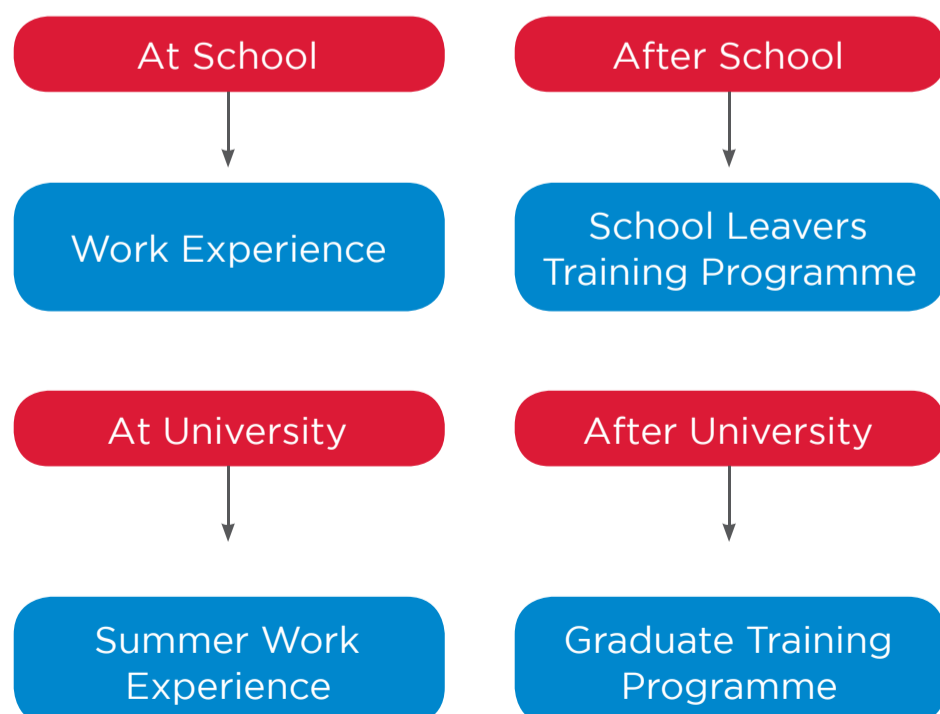 At School
Work Experience
After School
School Leavers
Training Programme
At University
Summer Work
Experience
After University
Graduate Training
Programme